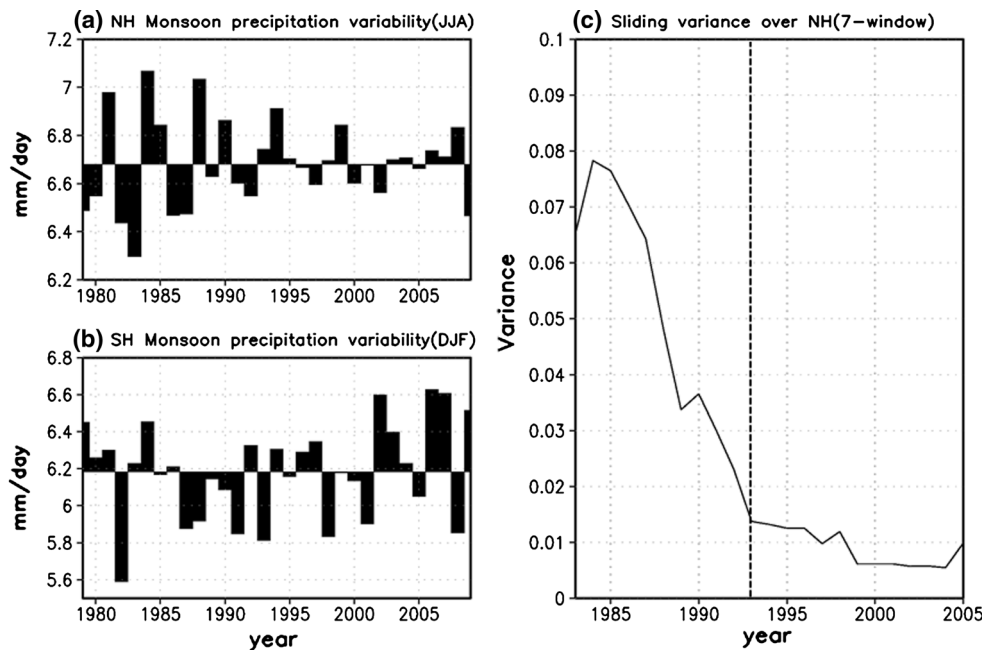 (a) NH Monsoon precipitation variability(JJA)
7.2
7
6.8
6.6
6.4
6.2
mm/day
1980 1985 1990 1995 2000 2005
(b) SH Monsoon precipitation variability(DJF)
6.8
6.6
6.4
6.2
6
5.8
5.6
mm/day
1980 1985 1990 1995 2000 2005
year
(c) Sliding variance over NH(7-window)
0.1
0.09
0.08
0.07
0.06
0.05
0.04
0.03
0.02
0.01
0
Variance
1985 1990 1995 2000 2005
year